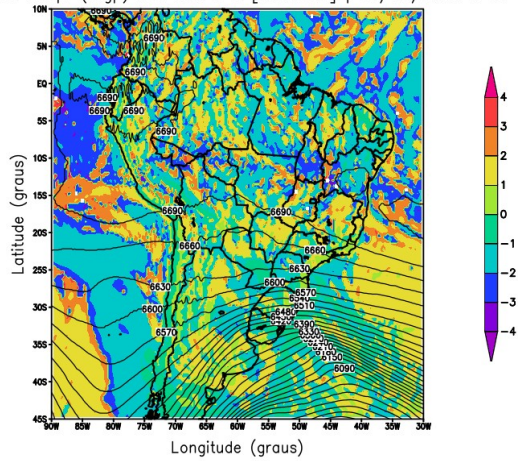 10N
5N
EQ
5S
10S
15S
20S
25S
30S
35S
40S
45S
90W 85W 80W 75W 70W 65W 60W 55W 50W 45W 40W 35W 30W
Latitude (graus)
Longitude (graus)
6690
6690
6690
6690 6690
6690
6690 6690
6660 6660
6630
6630 6600
6570
6600 6510
6480
6570 6390
6330
6150
6090
4
3
2
1
0
−1
−2
−3
−4